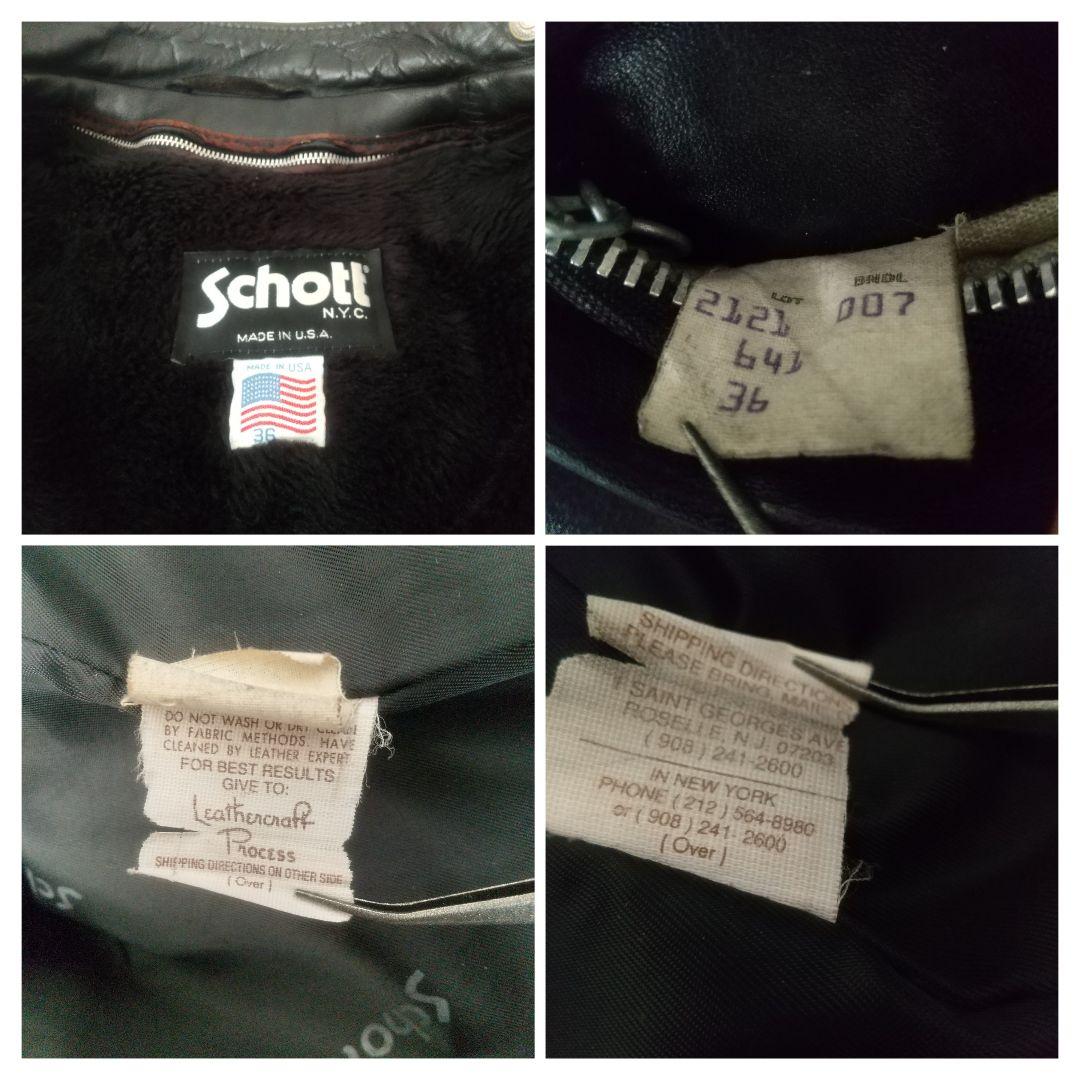 Schott®
N.Y.C.
MADE IN U.S.A.
MADE IN USA
36
LOT BNDL
2121 007
641
36
DO NOT WASH OR DRY CLEAN
BY FABRIC METHODS. HAVE
CLEANED BY LEATHER EXPERT
FOR BEST RESULTS
GIVE TO:
Leathercraft
Process
SHIPPING DIRECTIONS ON OTHER SIDE
( Over )
Schott
SHIPPING DIRECTIONS
PLEASE BRING, MAIL
SAINT GEORGES AVE
ROSELLE, N.J. 07203
( 908 ) 241-2600
IN NEW YORK
PHONE ( 212 ) 564-8980
or ( 908 ) 241-2600
( Over )